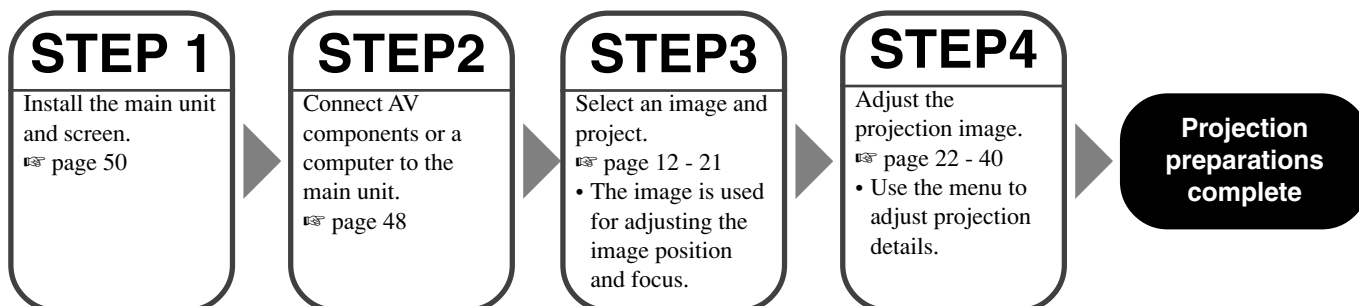 STEP 1
Install the main unit
and screen.
☞ page 50
STEP2
Connect AV
components or a
computer to the
main unit.
☞ page 48
STEP3
Select an image and
project.
☞ page 12 - 21
• The image is used
for adjusting the
image position
and focus.
STEP4
Adjust the
projection image.
☞ page 22 - 40
• Use the menu to
adjust projection
details.
Projection
preparations
complete